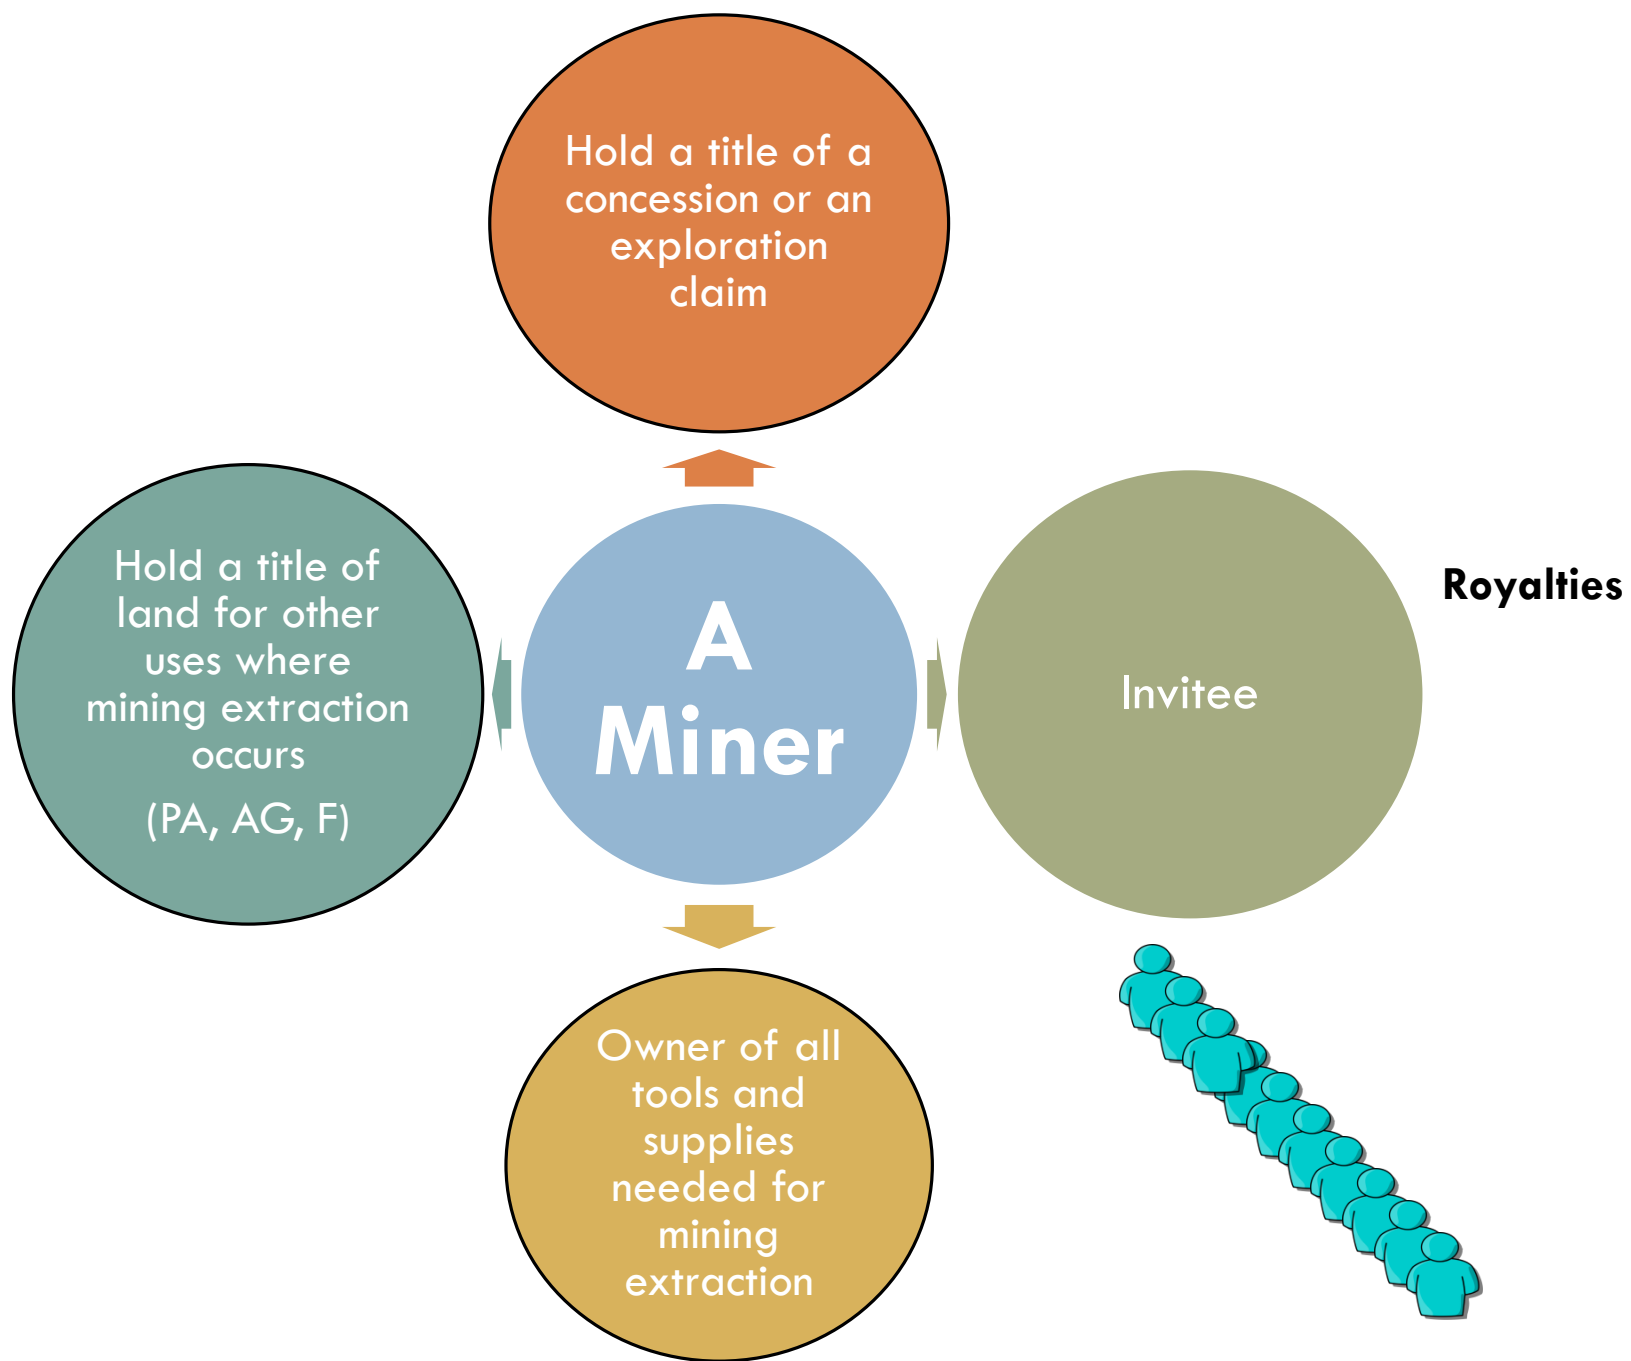 Hold a title of a
concession or an
exploration
claim
Hold a title of
land for other
uses where
mining extraction
occurs
(PA, AG, F)
A
Miner
Invitee
Royalties
Owner of all
tools and
supplies
needed for
mining
extraction